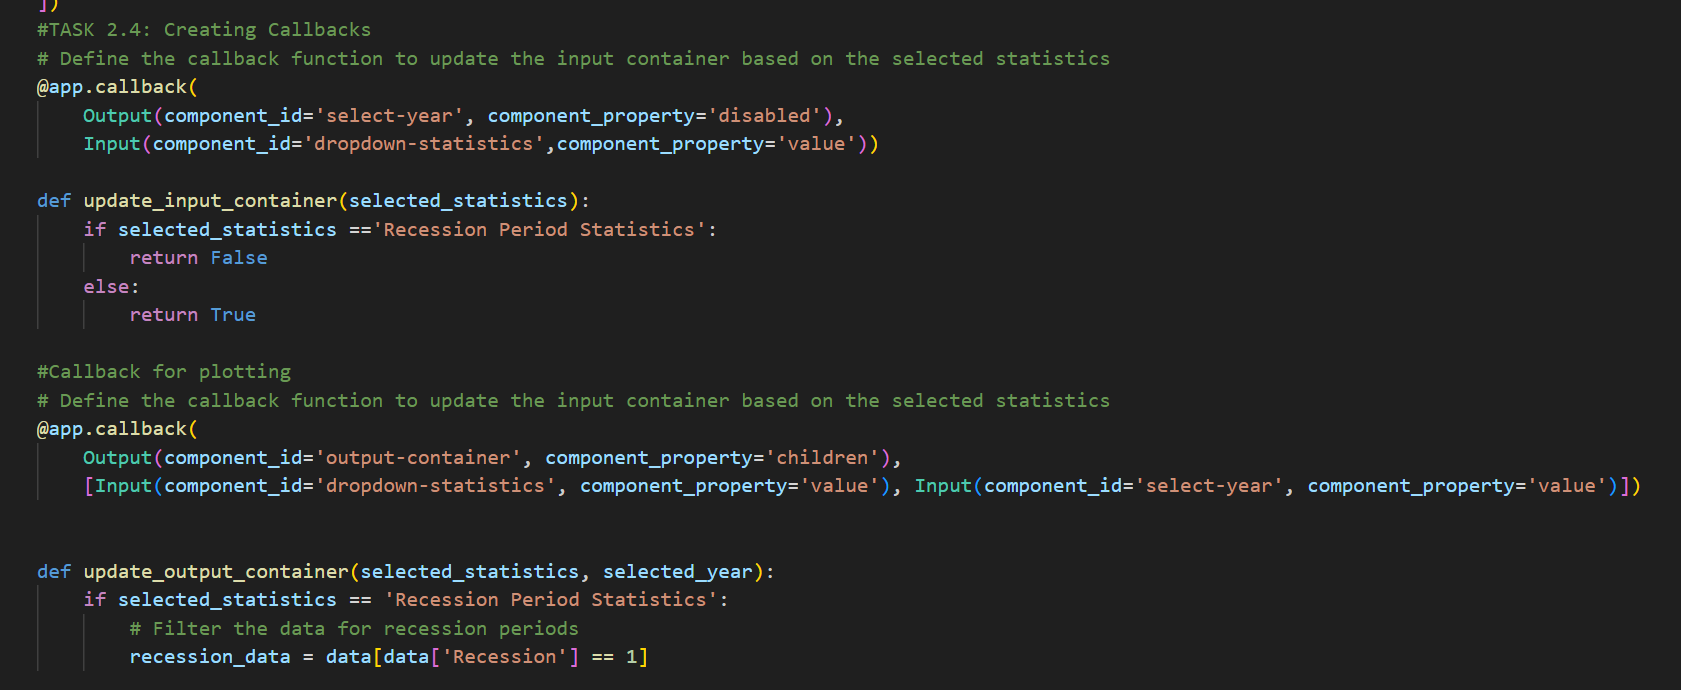 ])
#TASK 2.4: Creating Callbacks
# Define the callback function to update the input container based on the selected statistics
@app.callback(
    Output(component_id='select-year', component_property='disabled'),
    Input(component_id='dropdown-statistics',component_property='value'))
def update_input_container(selected_statistics):
    if selected_statistics =='Recession Period Statistics':
        return False
    else:
        return True
#Callback for plotting
# Define the callback function to update the input container based on the selected statistics
@app.callback(
    Output(component_id='output-container', component_property='children'),
    [Input(component_id='dropdown-statistics', component_property='value'), Input(component_id='select-year', component_property='value')])
def update_output_container(selected_statistics, selected_year):
    if selected_statistics == 'Recession Period Statistics':
        # Filter the data for recession periods
        recession_data = data[data['Recession'] == 1]